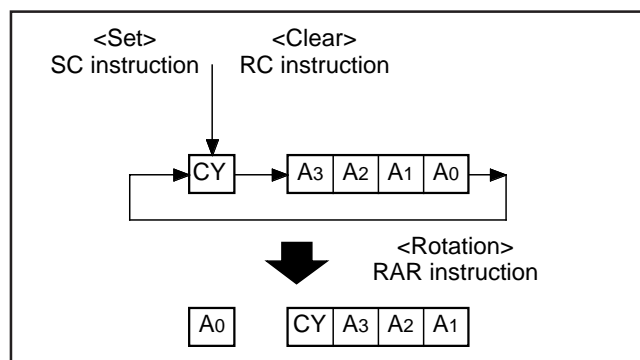 <Set> <Clear>
SC instruction RC instruction
CY A3 A2 A1 A0
<Rotation>
RAR instruction
A0 CY A3 A2 A1